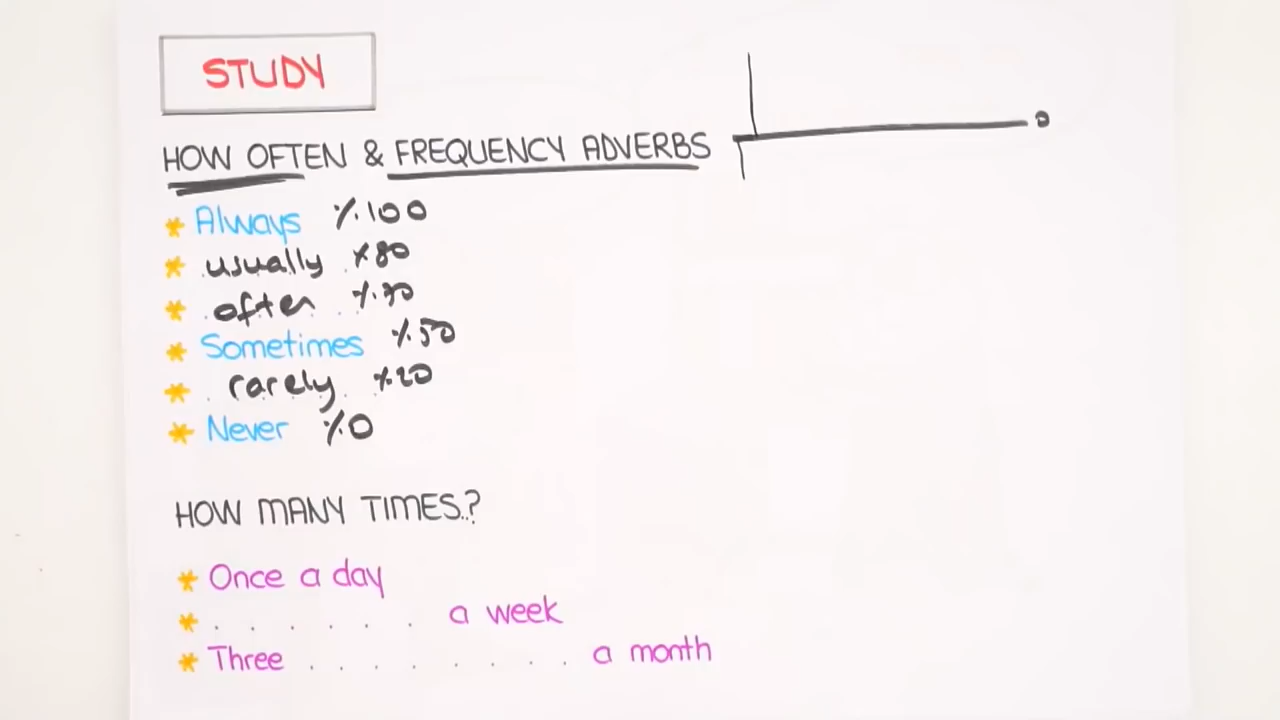 STUDY
HOW OFTEN & FREQUENCY ADVERBS
0
Always %100
usually %80
often %70
Sometimes %50
rarely %20
Never %0
HOW MANY TIMES..?
Once a day
. . . . . . a week
Three . . . . . . . . a month